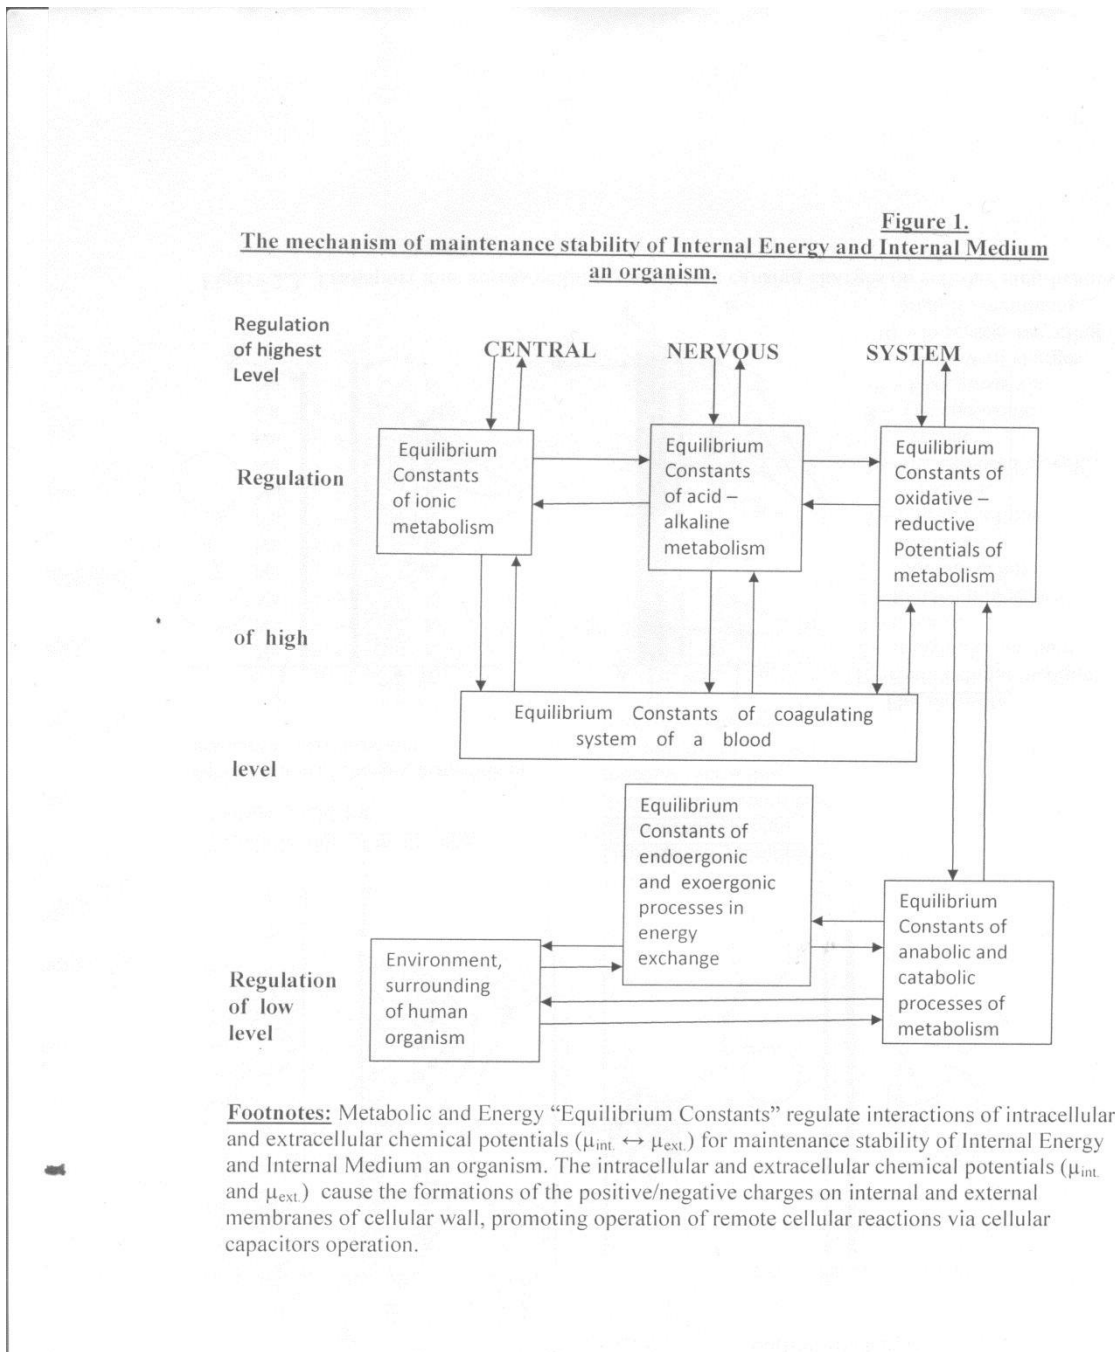 Figure 1.
The mechanism of maintenance stability of Internal Energy and Internal Medium
an organism.
Regulation
of highest
Level
CENTRAL NERVOUS SYSTEM
Regulation
of high
level
Equilibrium
Constants
of ionic
metabolism
Equilibrium
Constants
of acid –
alkaline
metabolism
Equilibrium
Constants of
oxidative –
reductive
Potentials of
metabolism
Equilibrium Constants of coagulating
system of a blood
Equilibrium
Constants of
endoergonic
and exoergonic
processes in
energy
exchange
Equilibrium
Constants of
anabolic and
catabolic
processes of
metabolism
Regulation
of low
level
Environment,
surrounding
of human
organism
Footnotes: Metabolic and Energy “Equilibrium Constants” regulate interactions of intracellular
and extracellular chemical potentials (μint. ↔ μext.) for maintenance stability of Internal Energy
and Internal Medium an organism. The intracellular and extracellular chemical potentials (μint.
and μext.) cause the formations of the positive/negative charges on internal and external
membranes of cellular wall, promoting operation of remote cellular reactions via cellular
capacitors operation.